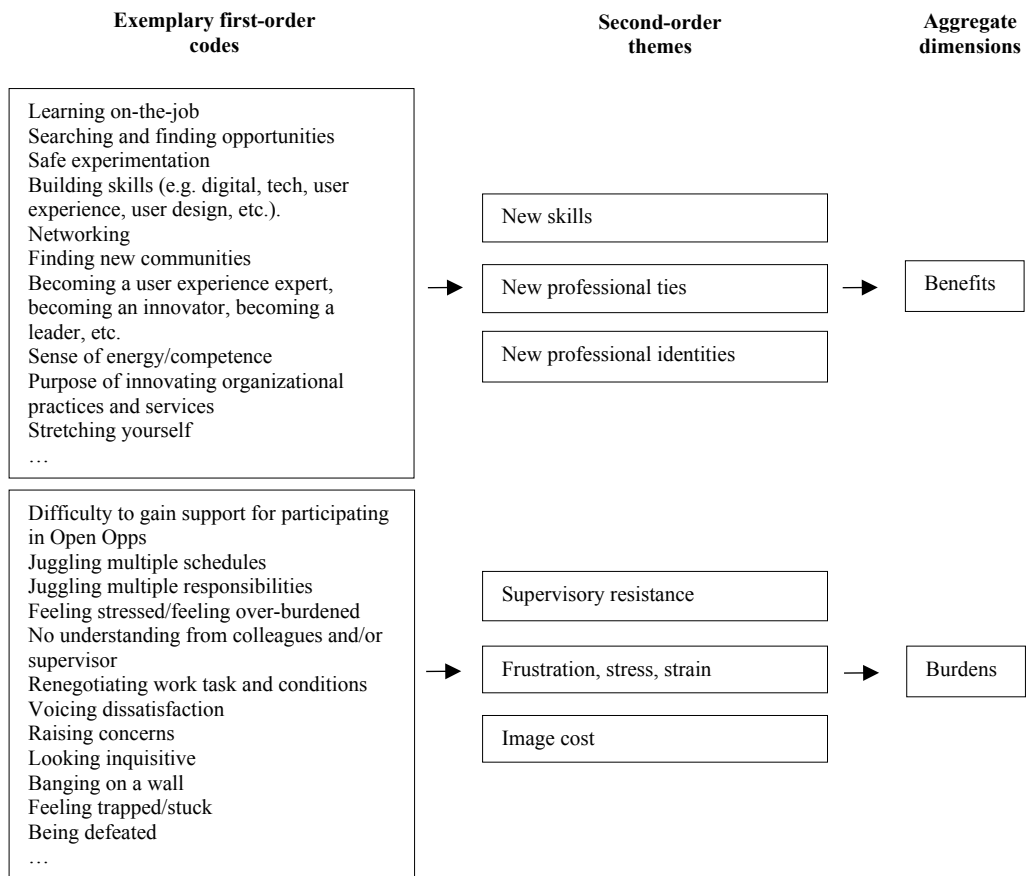 Exemplary first-order
codes
Second-order
themes
Aggregate
dimensions
Learning on-the-job
Searching and finding opportunities
Safe experimentation
Building skills (e.g. digital, tech, user
experience, user design, etc.).
Networking
Finding new communities
Becoming a user experience expert,
becoming an innovator, becoming a
leader, etc.
Sense of energy/competence
Purpose of innovating organizational
practices and services
Stretching yourself
…
New skills
New professional ties
New professional identities
Benefits
Difficulty to gain support for participating
in Open Opps
Juggling multiple schedules
Juggling multiple responsibilities
Feeling stressed/feeling over-burdened
No understanding from colleagues and/or
supervisor
Renegotiating work task and conditions
Voicing dissatisfaction
Raising concerns
Looking inquisitive
Banging on a wall
Feeling trapped/stuck
Being defeated
…
Supervisory resistance
Frustration, stress, strain
Image cost
Burdens